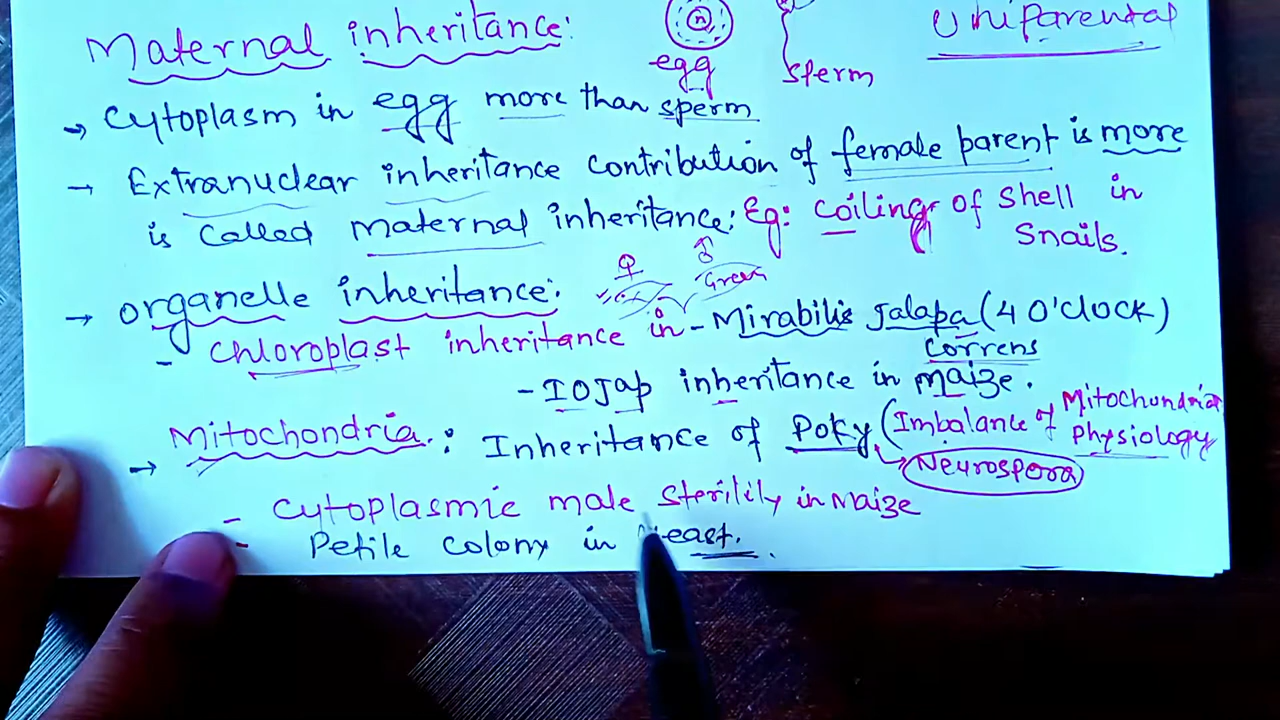 Maternal inheritance:
egg
sperm
Uniparental
→ Cytoplasm in egg more than sperm
→ Extranuclear inheritance contribution of female parent is more
is called maternal inheritance: Eg: coiling of shell in
Snails.
♀ ♂
Green
→ organelle inheritance:
- Chloroplast inheritance in - Mirabilis Jalapa (4 O'clock)
Correns
- IOJap inheritance in maize.
→ Mitochondria: Inheritance of Poky (Imbalance of Mitochondria
Physiology
Neurospora
- Cytoplasmic male sterilily in Maize
- Petile colony in Yeast.